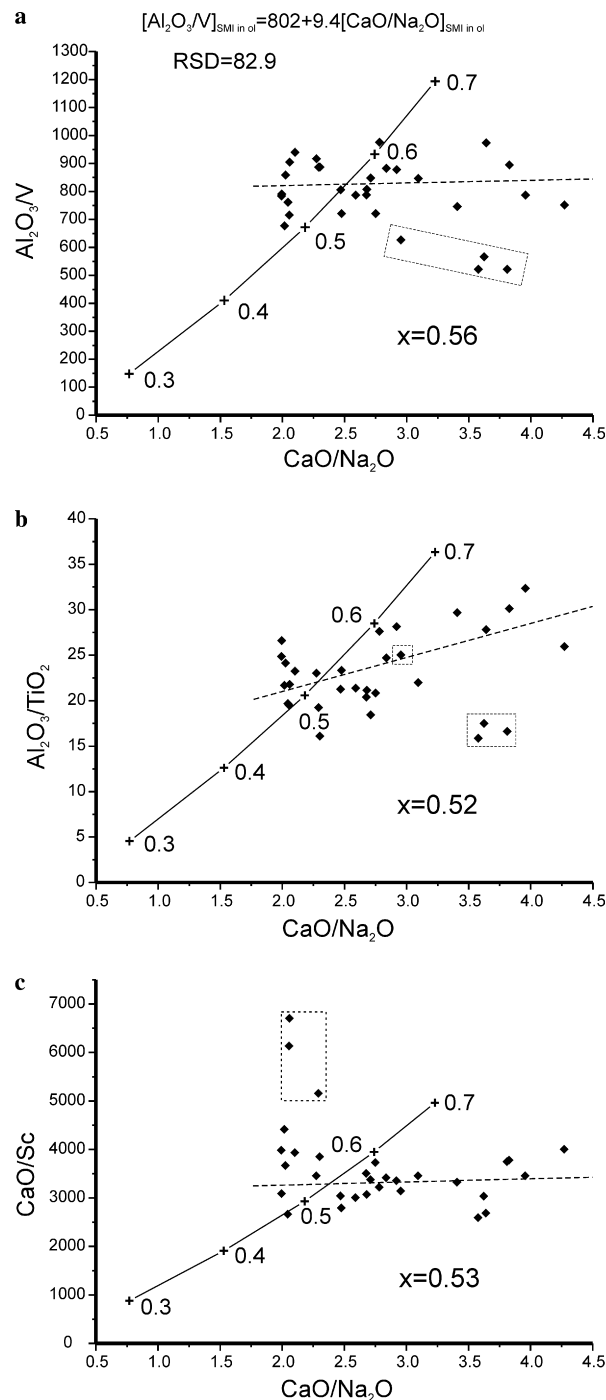 a
[Al₂O₃/V]SMI in ol=802+9.4[CaO/Na₂O]SMI in ol
RSD=82.9
1300
1200
1100
1000
900
800
700
600
500
400
300
200
100
0
Al₂O₃/V
0.7
0.6
0.5
0.4
0.3
x=0.56
0.5 1.0 1.5 2.0 2.5 3.0 3.5 4.0 4.5
CaO/Na₂O
b
40
35
30
25
20
15
10
5
0
Al₂O₃/TiO₂
0.7
0.6
0.5
0.4
0.3
x=0.52
0.5 1.0 1.5 2.0 2.5 3.0 3.5 4.0 4.5
CaO/Na₂O
c
7000
6000
5000
4000
3000
2000
1000
0
CaO/Sc
0.7
0.6
0.5
0.4
0.3
x=0.53
0.5 1.0 1.5 2.0 2.5 3.0 3.5 4.0 4.5
CaO/Na₂O